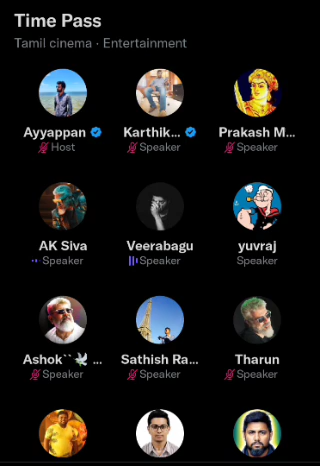 Time Pass
Tamil cinema · Entertainment
Ayyappan Karthik... Prakash M...
Host Speaker Speaker
AK Siva Veerabagu yuvraj
Speaker Speaker Speaker
Ashok`` 🕊️ ... Sathish Ra... Tharun
Speaker Speaker Speaker